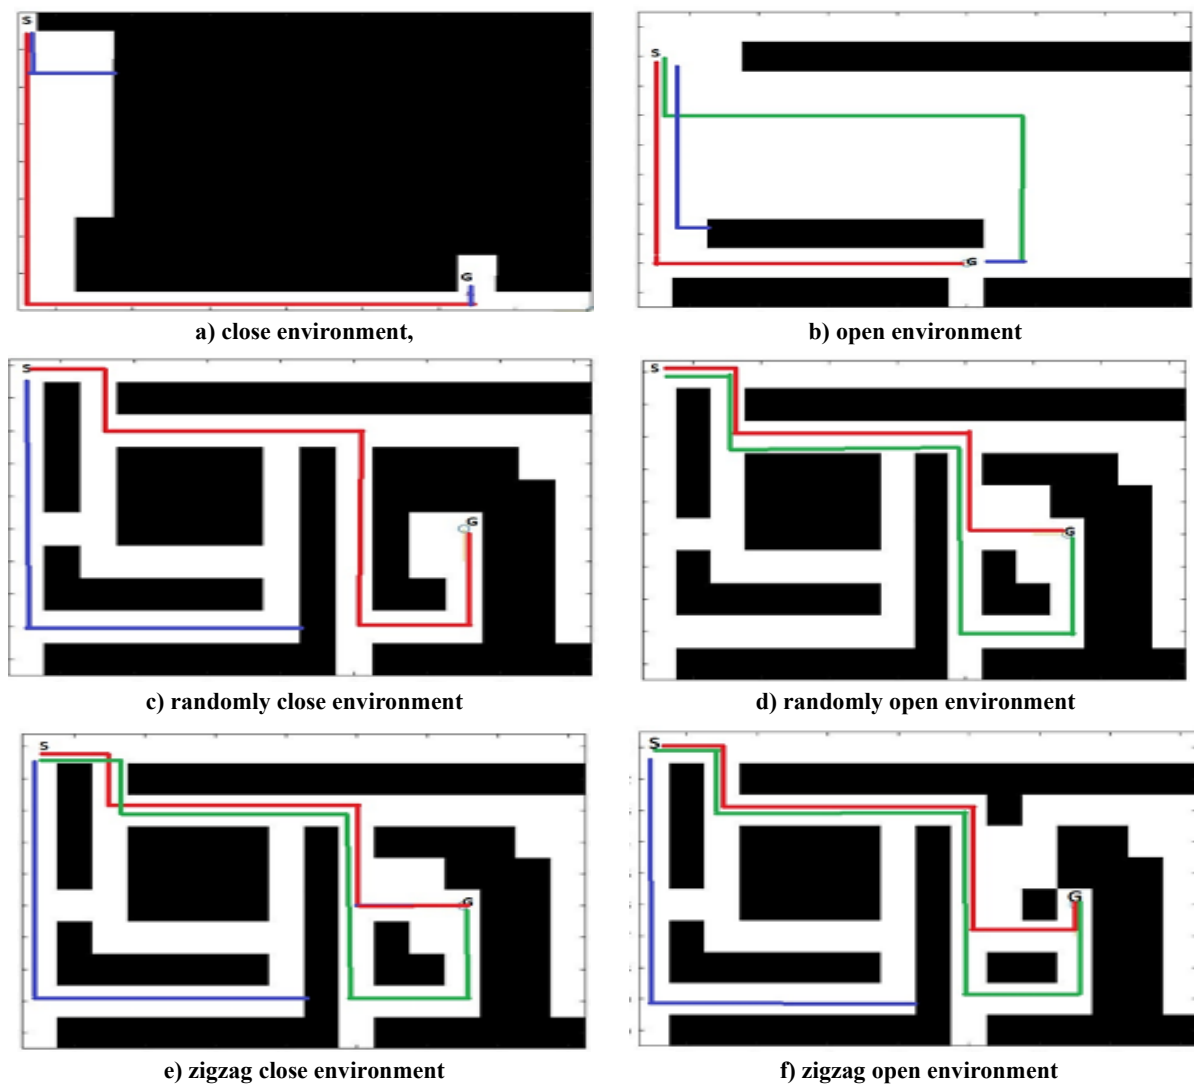 S
S
G
G
a) close environment,
b) open environment
S
S
G
G
c) randomly close environment
d) randomly open environment
S
S
G
G
e) zigzag close environment
f) zigzag open environment